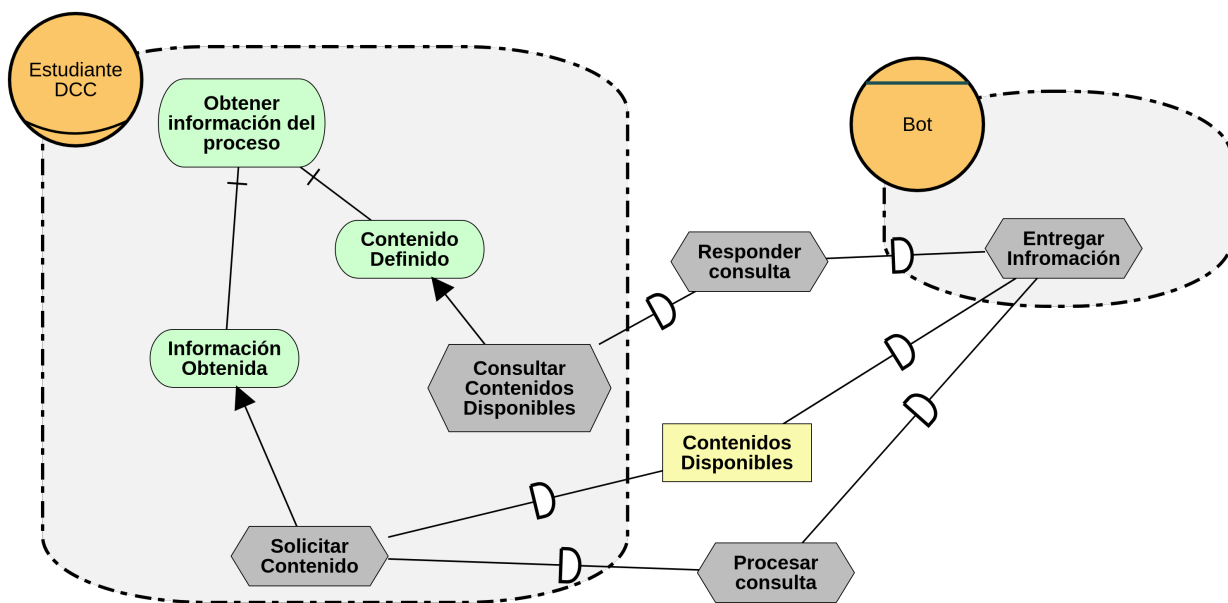 Estudiante
DCC
Obtener
información del
proceso
Bot
Contenido
Definido
Responder
consulta
Entregar
Infromación
Información
Obtenida
Consultar
Contenidos
Disponibles
Contenidos
Disponibles
Solicitar
Contenido
Procesar
consulta